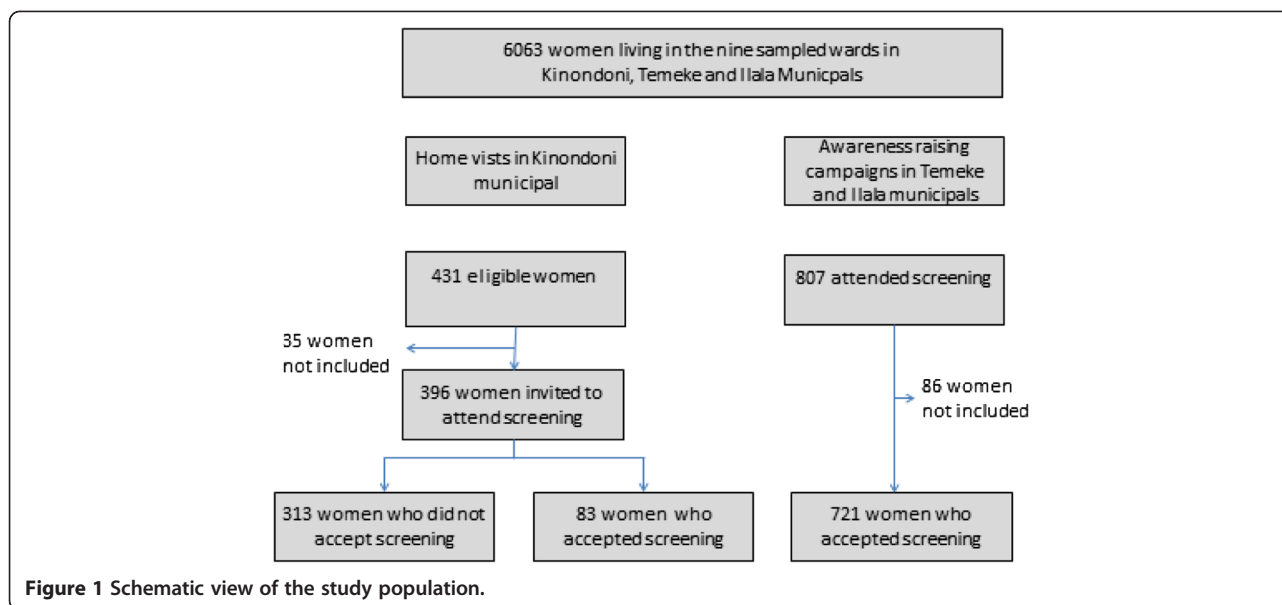 6063 women living in the nine sampled wards in
Kinondoni, Temeke and Ilala Municpals
Home vists in Kinondoni
municipal
Awareness raising
campaigns in Temeke
and Ilala municipals
431 eligible women
807 attended screening
35 women
not included
396 women invited to
attend screening
86 women
not included
313 women who did not
accept screening
83 women who
accepted screening
721 women who
accepted screening
Figure 1 Schematic view of the study population.